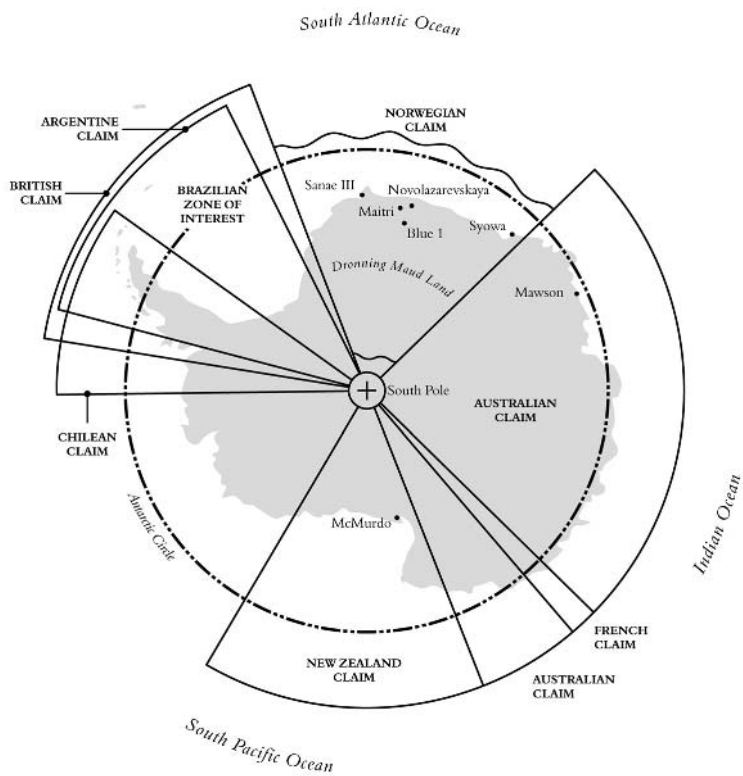 South Atlantic Ocean
ARGENTINE
CLAIM
NORWEGIAN
CLAIM
BRITISH
CLAIM
BRAZILIAN
ZONE OF
INTEREST
Sanae III
Novolazarevskaya
Maitri
Blue 1
Syowa
Dronning Maud Land
Mawson
South Pole
AUSTRALIAN
CLAIM
CHILEAN
CLAIM
Indian Ocean
Antarctic Circle
McMurdo
FRENCH
CLAIM
NEW ZEALAND
CLAIM
AUSTRALIAN
CLAIM
South Pacific Ocean